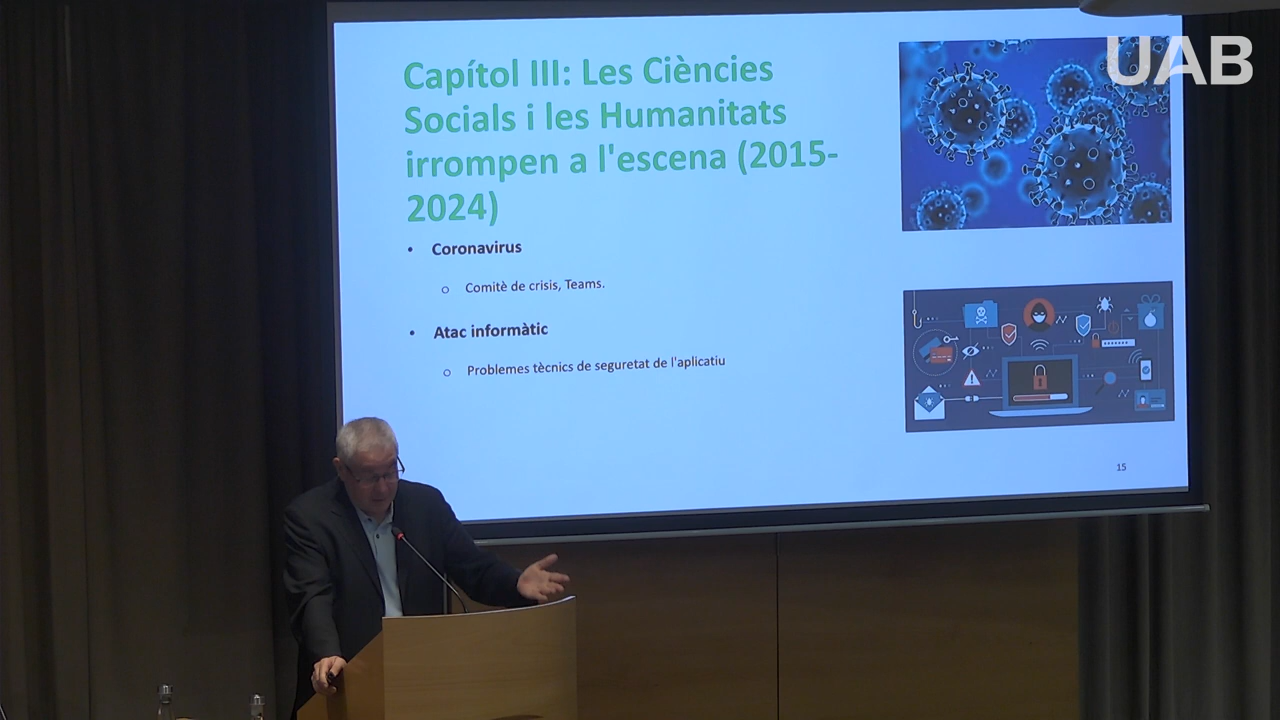 UAB
Capítol III: Les Ciències
Socials i les Humanitats
irrompen a l'escena (2015-
2024)
• Coronavirus
o Comitè de crisis, Teams.
• Atac informàtic
o Problemes tècnics de seguretat de l'aplicatiu
15